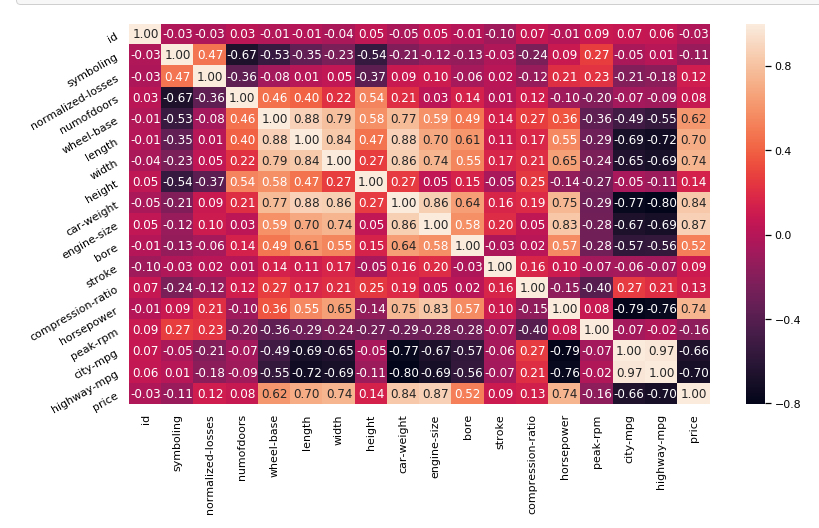 id 1.00 -0.03 -0.03 0.03 -0.01 -0.01 -0.04 0.05 -0.05 0.05 -0.01 -0.10 0.07 -0.01 0.09 0.07 0.06 -0.03
symboling -0.03 1.00 0.47 -0.67 -0.53 -0.35 -0.23 -0.54 -0.21 -0.12 -0.13 -0.03 -0.24 0.09 0.27 -0.05 0.01 -0.11
normalized-losses -0.03 0.47 1.00 -0.36 -0.08 0.01 0.05 -0.37 0.09 0.10 -0.06 0.02 -0.12 0.21 0.23 -0.21 -0.18 0.12
numofdoors 0.03 -0.67 -0.36 1.00 0.46 0.40 0.22 0.54 0.21 0.03 0.14 0.01 0.12 -0.10 -0.20 -0.07 -0.09 0.08
wheel-base -0.01 -0.53 -0.08 0.46 1.00 0.88 0.79 0.58 0.77 0.59 0.49 0.14 0.27 0.36 -0.36 -0.49 -0.55 0.62
length -0.01 -0.35 0.01 0.40 0.88 1.00 0.84 0.47 0.88 0.70 0.61 0.11 0.17 0.55 -0.29 -0.69 -0.72 0.70
width -0.04 -0.23 0.05 0.22 0.79 0.84 1.00 0.27 0.86 0.74 0.55 0.17 0.21 0.65 -0.24 -0.65 -0.69 0.74
height 0.05 -0.54 -0.37 0.54 0.58 0.47 0.27 1.00 0.27 0.05 0.15 -0.05 0.25 -0.14 -0.27 -0.05 -0.11 0.14
car-weight -0.05 -0.21 0.09 0.21 0.77 0.88 0.86 0.27 1.00 0.86 0.64 0.16 0.19 0.75 -0.29 -0.77 -0.80 0.84
engine-size 0.05 -0.12 0.10 0.03 0.59 0.70 0.74 0.05 0.86 1.00 0.58 0.20 0.05 0.83 -0.28 -0.67 -0.69 0.87
bore -0.01 -0.13 -0.06 0.14 0.49 0.61 0.55 0.15 0.64 0.58 1.00 -0.03 0.02 0.57 -0.28 -0.57 -0.56 0.52
stroke -0.10 -0.03 0.02 0.01 0.14 0.11 0.17 -0.05 0.16 0.20 -0.03 1.00 0.16 0.10 -0.07 -0.06 -0.07 0.09
compression-ratio 0.07 -0.24 -0.12 0.12 0.27 0.17 0.21 0.25 0.19 0.05 0.02 0.16 1.00 -0.15 -0.40 0.27 0.21 0.13
horsepower -0.01 0.09 0.21 -0.10 0.36 0.55 0.65 -0.14 0.75 0.83 0.57 0.10 -0.15 1.00 0.08 -0.79 -0.76 0.74
peak-rpm 0.09 0.27 0.23 -0.20 -0.36 -0.29 -0.24 -0.27 -0.29 -0.28 -0.28 -0.07 -0.40 0.08 1.00 -0.07 -0.02 -0.16
city-mpg 0.07 -0.05 -0.21 -0.07 -0.49 -0.69 -0.65 -0.05 -0.77 -0.67 -0.57 -0.06 0.27 -0.79 -0.07 1.00 0.97 -0.66
highway-mpg 0.06 0.01 -0.18 -0.09 -0.55 -0.72 -0.69 -0.11 -0.80 -0.69 -0.56 -0.07 0.21 -0.76 -0.02 0.97 1.00 -0.70
price -0.03 -0.11 0.12 0.08 0.62 0.70 0.74 0.14 0.84 0.87 0.52 0.09 0.13 0.74 -0.16 -0.66 -0.70 1.00
id symboling normalized-losses numofdoors wheel-base length width height car-weight engine-size bore stroke compression-ratio horsepower peak-rpm city-mpg highway-mpg price
0.8
0.4
0.0
−0.4
−0.8